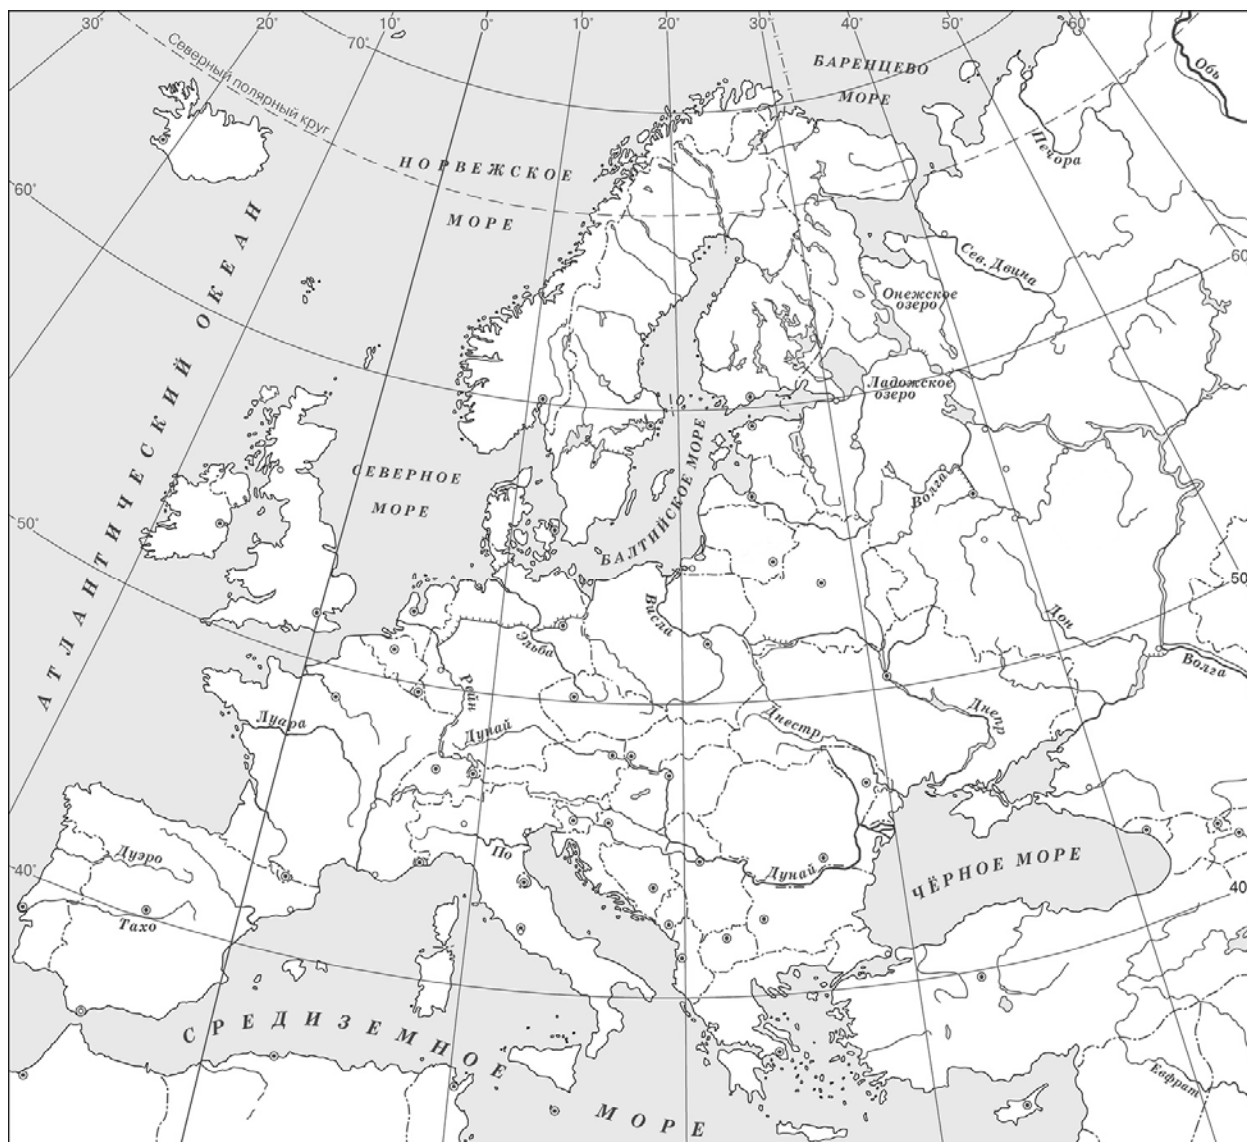 30°
20°
10°
0°
10°
20°
30°
40°
50°
60°
70°
Северный полярный круг
БАРЕНЦЕВО
МОРЕ
Обь
Печора
НОРВЕЖСКОЕ
МОРЕ
60°
60
Сев. Двина
Онежское
озеро
Ладожское
озеро
АТЛАНТИЧЕСКИЙ ОКЕАН
СЕВЕРНОЕ
МОРЕ
БАЛТИЙСКОЕ МОРЕ
Волга
50°
50
Висла
Эльба
Дон
Волга
Рейн
Луара
Дунай
Днестр
Днепр
По
Дунай
ЧЁРНОЕ МОРЕ
Дуэро
40°
40
Тахо
СРЕДИЗЕМНОЕ
МОРЕ
Евфрат